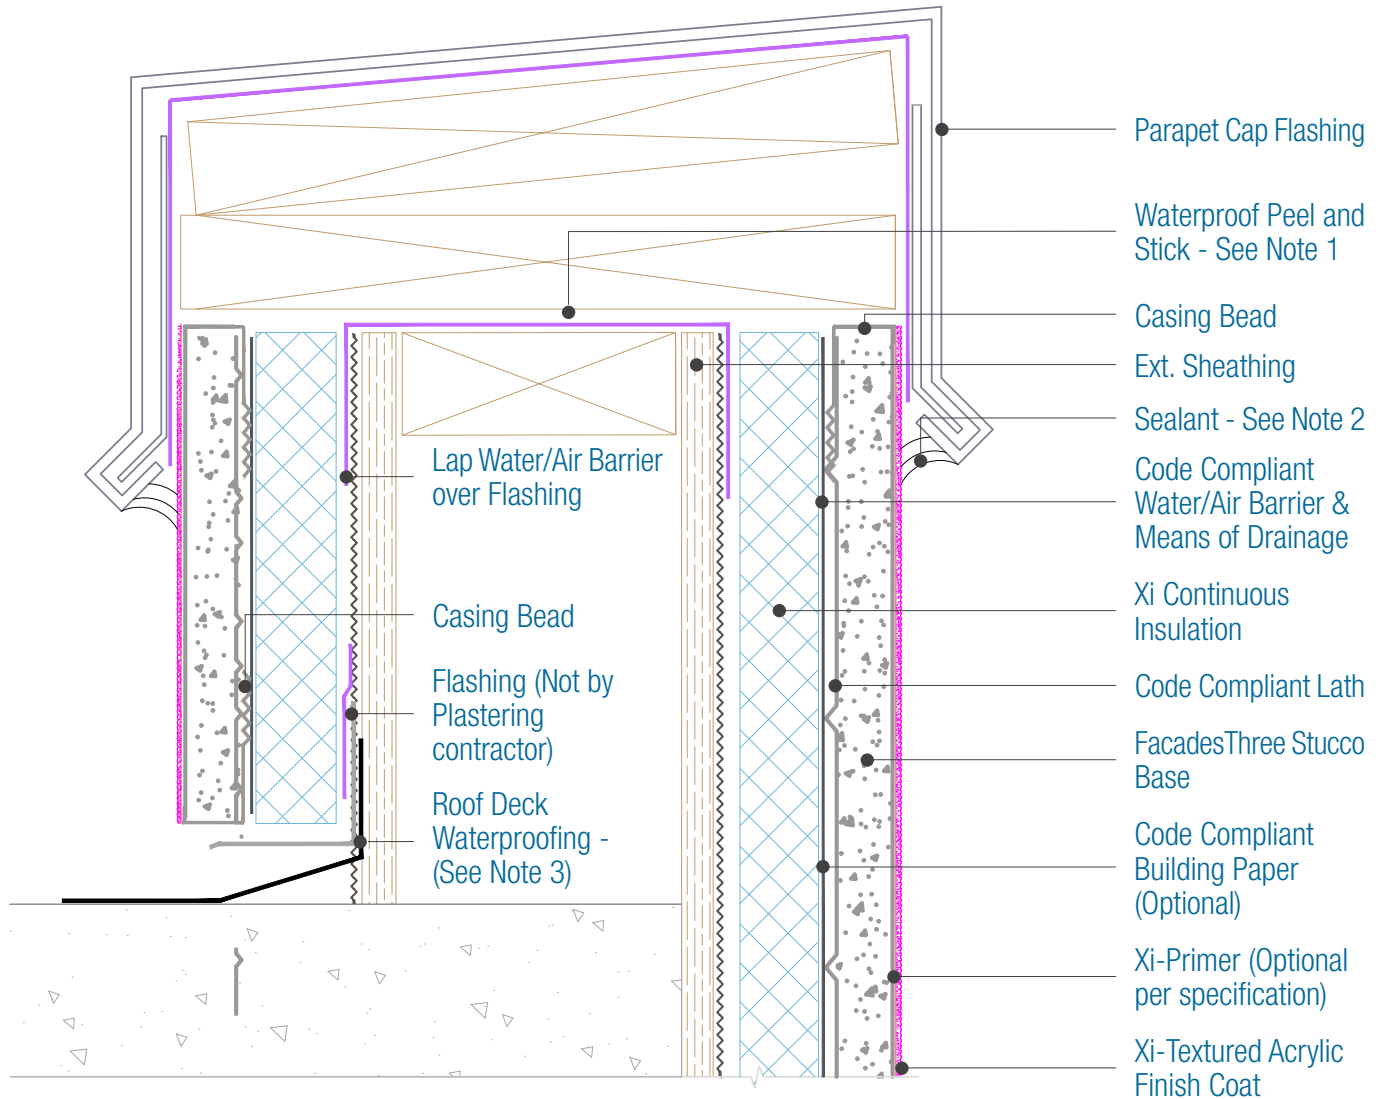 Parapet Cap Flashing
Waterproof Peel and
Stick - See Note 1
Casing Bead
Ext. Sheathing
Sealant - See Note 2
Code Compliant
Water/Air Barrier &
Means of Drainage
Xi Continuous
Insulation
Code Compliant Lath
FacadesThree Stucco
Base
Code Compliant
Building Paper
(Optional)
Xi-Primer (Optional
per specification)
Xi-Textured Acrylic
Finish Coat
Lap Water/Air Barrier
over Flashing
Casing Bead
Flashing (Not by
Plastering
contractor)
Roof Deck
Waterproofing -
(See Note 3)